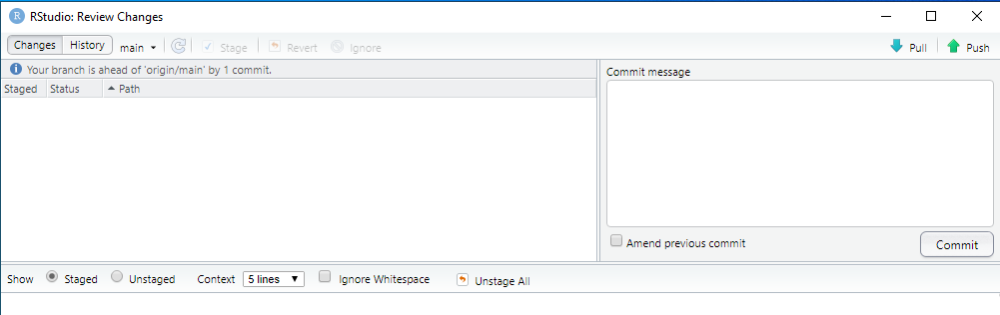 R RStudio: Review Changes
Changes History main Stage Revert Ignore Pull Push
Your branch is ahead of 'origin/main' by 1 commit.
Staged Status Path
Commit message
Amend previous commit Commit
Show Staged Unstaged Context 5 lines Ignore Whitespace Unstage All